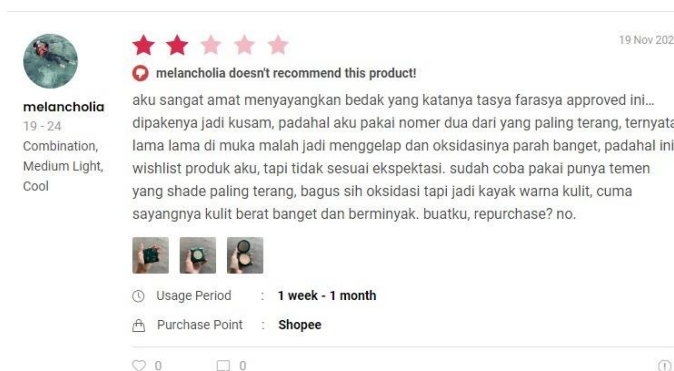 19 Nov 202
melancholia doesn't recommend this product!
melancholia
19 - 24
Combination,
Medium Light,
Cool
aku sangat amat menyayangkan bedak yang katanya tasya farasya approved ini...
dipakenya jadi kusam, padahal aku pakai nomer dua dari yang paling terang, ternyata
lama lama di muka malah jadi menggelap dan oksidasinya parah banget, padahal ini
wishlist produk aku, tapi tidak sesuai ekspektasi. sudah coba pakai punya temen
yang shade paling terang, bagus sih oksidasi tapi jadi kayak warna kulit, cuma
sayangnya kulit berat banget dan berminyak. buatku, repurchase? no.
Usage Period : 1 week - 1 month
Purchase Point : Shopee
0 0